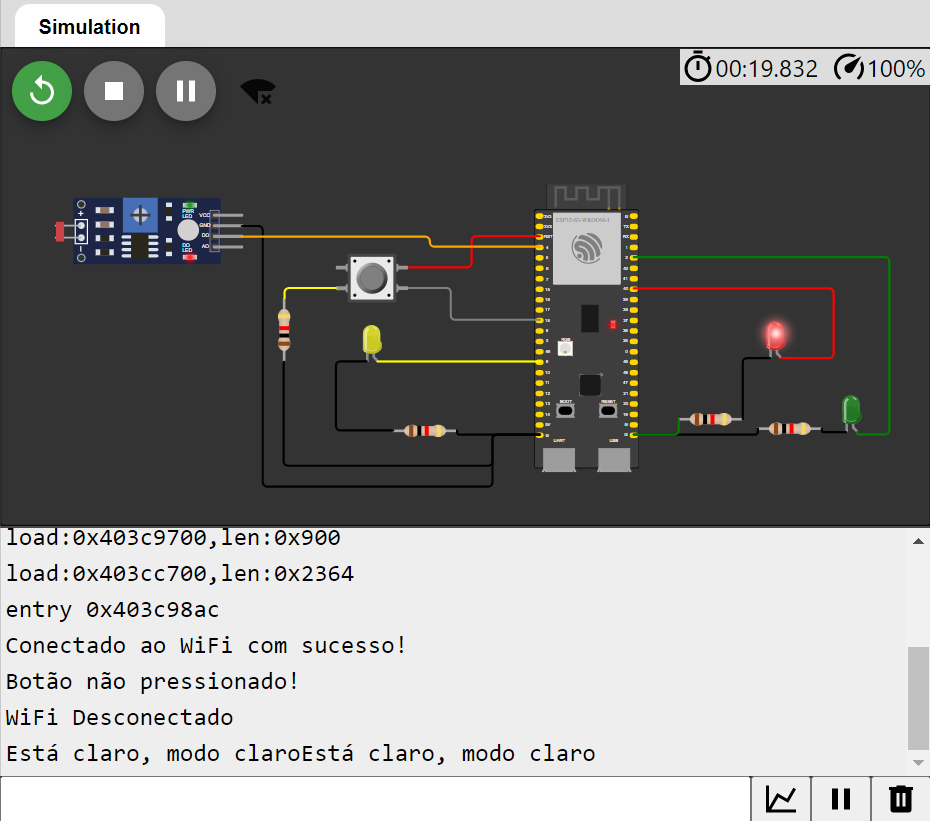 Simulation
00:19.832 100%
ESP32-S3-WROOM-1
PWR
LED
VCC
GND
DO
AO
DO
LED
RGB
BOOT
RESET
UART
USB
load:0x403c9700,len:0x900
load:0x403cc700,len:0x2364
entry 0x403c98ac
Conectado ao WiFi com sucesso!
Botão não pressionado!
WiFi Desconectado
Está claro, modo claroEstá claro, modo claro